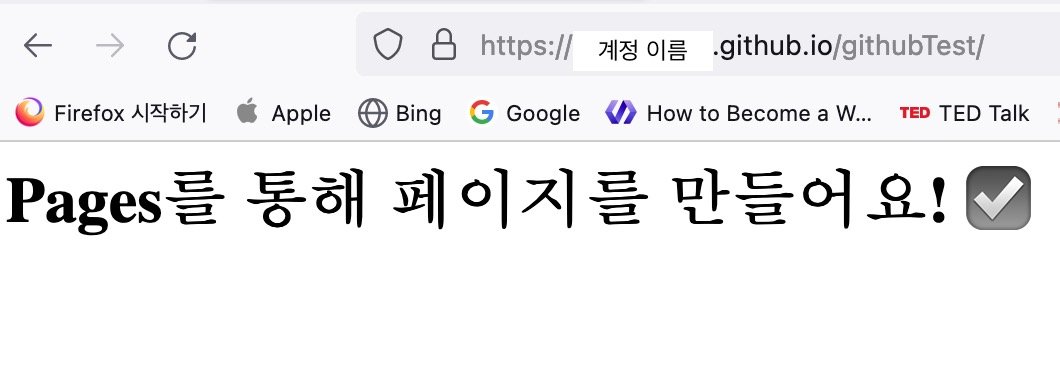 https://계정 이름.github.io/githubTest/
Firefox 시작하기 Apple Bing Google How to Become a W... TED TED Talk
Pages를 통해 페이지를 만들어요! ☑️